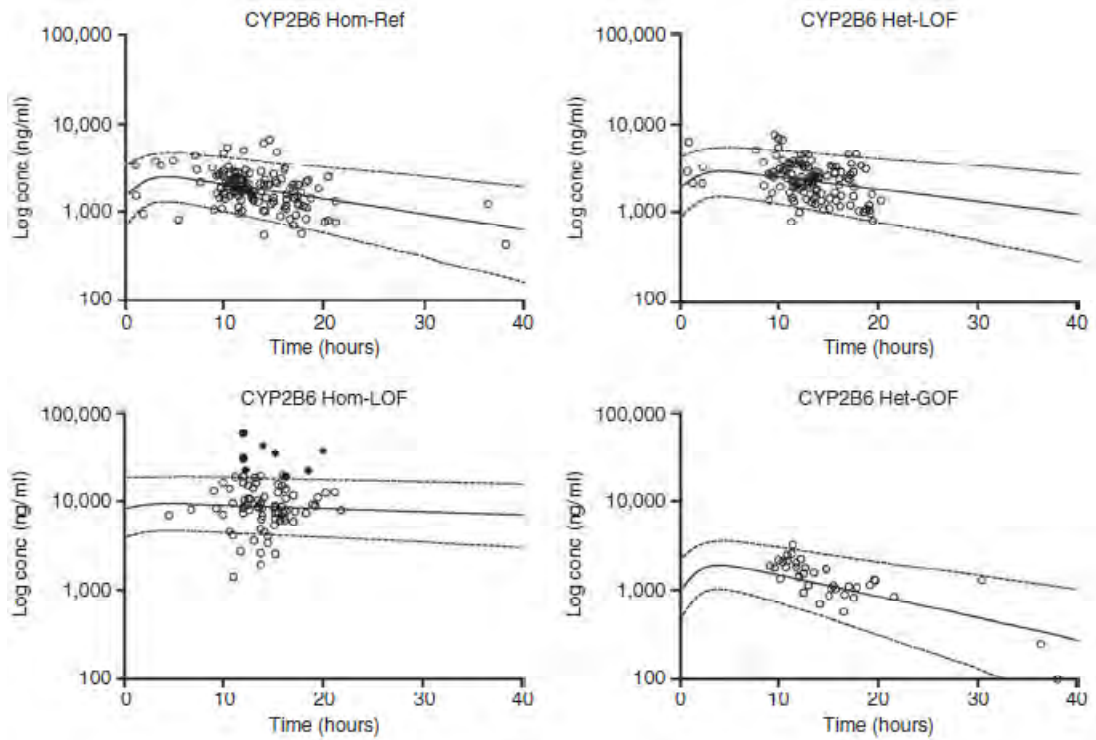 CYP2B6 Hom-Ref
100,000
10,000
1,000
100
Log conc (ng/ml)
0 10 20 30 40
Time (hours)
CYP2B6 Het-LOF
100,000
10,000
1,000
100
Log conc (ng/ml)
0 10 20 30 40
Time (hours)
CYP2B6 Hom-LOF
100,000
10,000
1,000
100
Log conc (ng/ml)
0 10 20 30 40
Time (hours)
CYP2B6 Het-GOF
100,000
10,000
1,000
100
Log conc (ng/ml)
0 10 20 30 40
Time (hours)